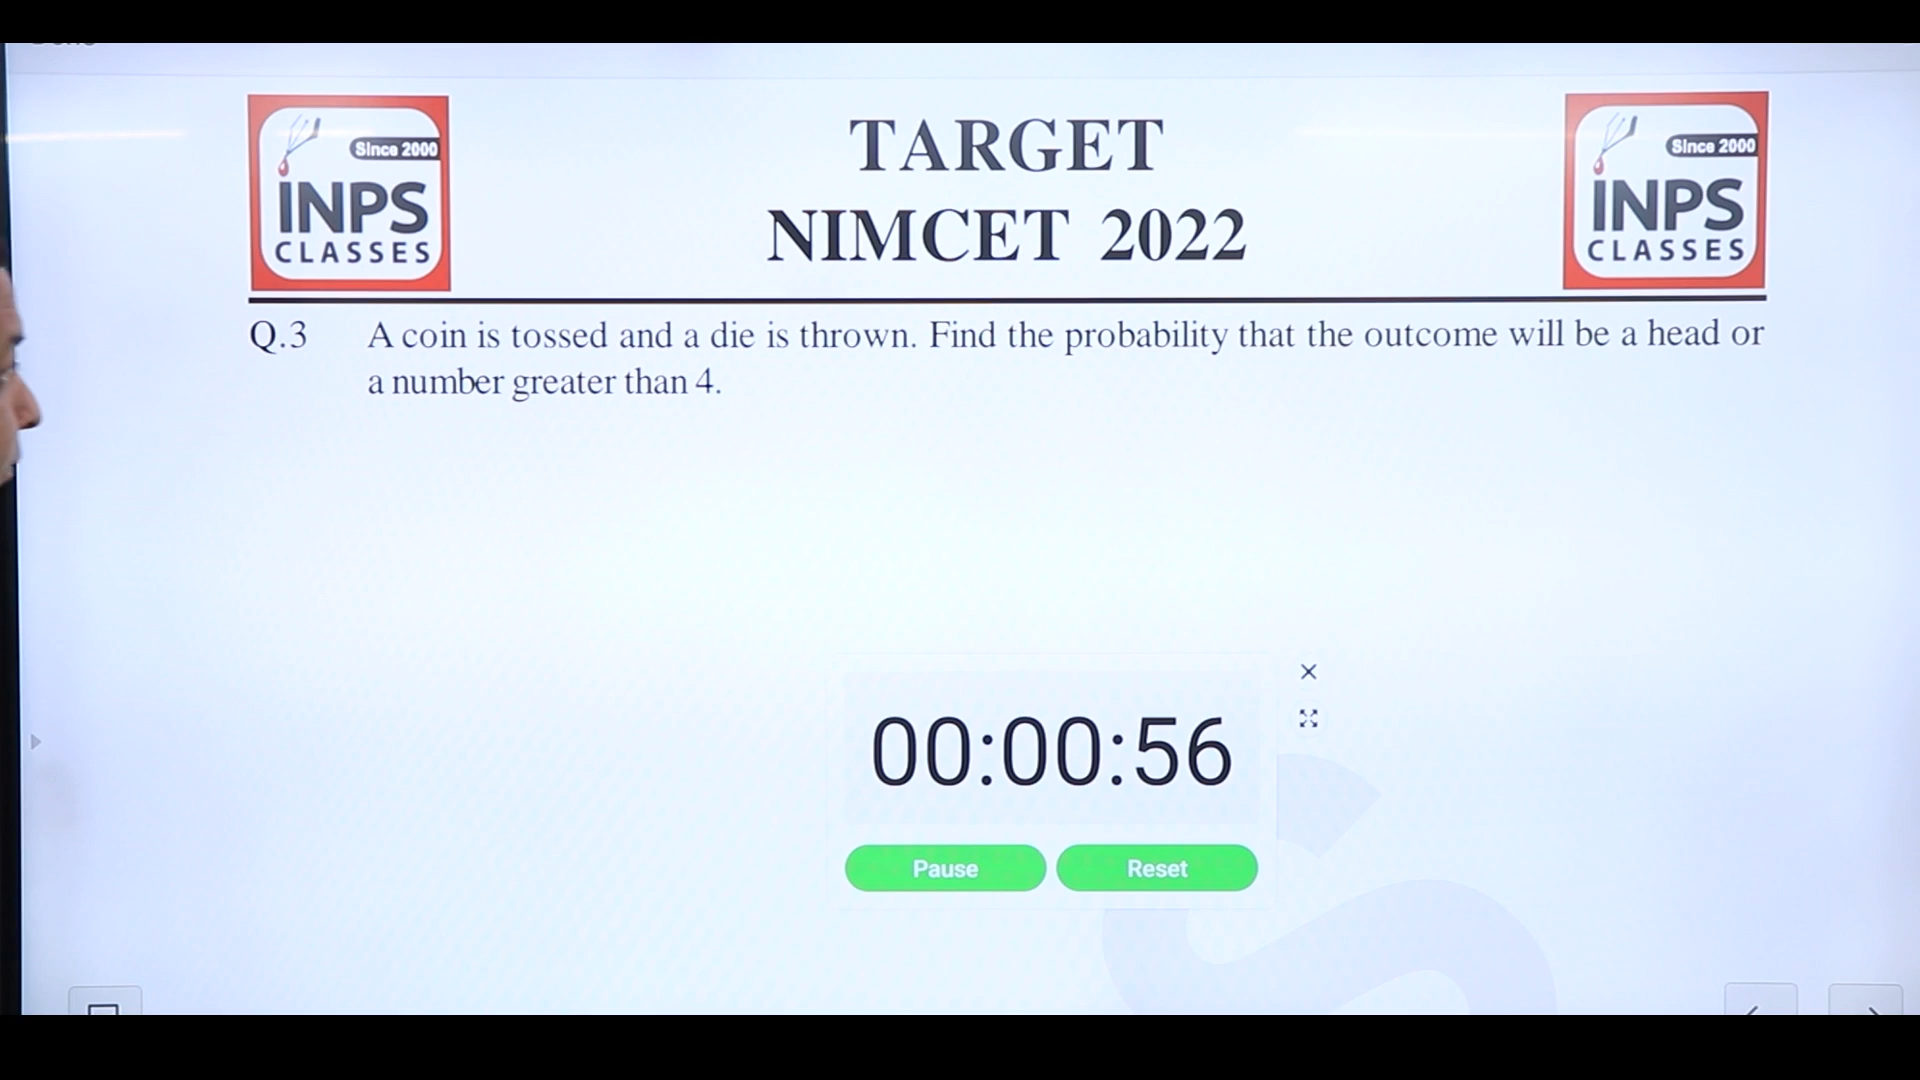 Since 2000
INPS
CLASSES
TARGET
NIMCET 2022
Since 2000
INPS
CLASSES
Q.3 A coin is tossed and a die is thrown. Find the probability that the outcome will be a head or
a number greater than 4.
00:00:56
Pause Reset